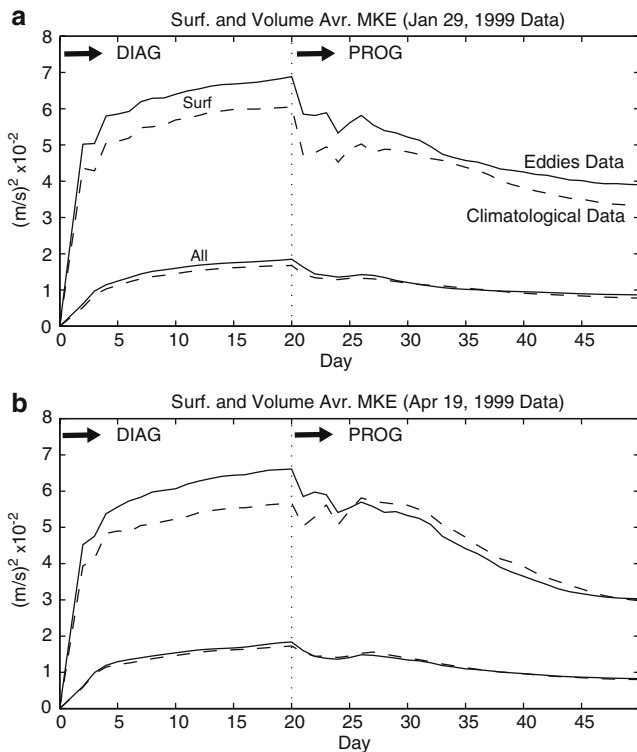 a
Surf. and Volume Avr. MKE (Jan 29, 1999 Data)
8
7
6
5
4
3
2
1
0
(m/s)² x10⁻²
DIAG
PROG
Surf
Eddies Data
Climatological Data
All
0 5 10 15 20 25 30 35 40 45
Day
b
Surf. and Volume Avr. MKE (Apr 19, 1999 Data)
8
7
6
5
4
3
2
1
0
(m/s)² x10⁻²
DIAG
PROG
0 5 10 15 20 20 25 30 35 40 45
Day